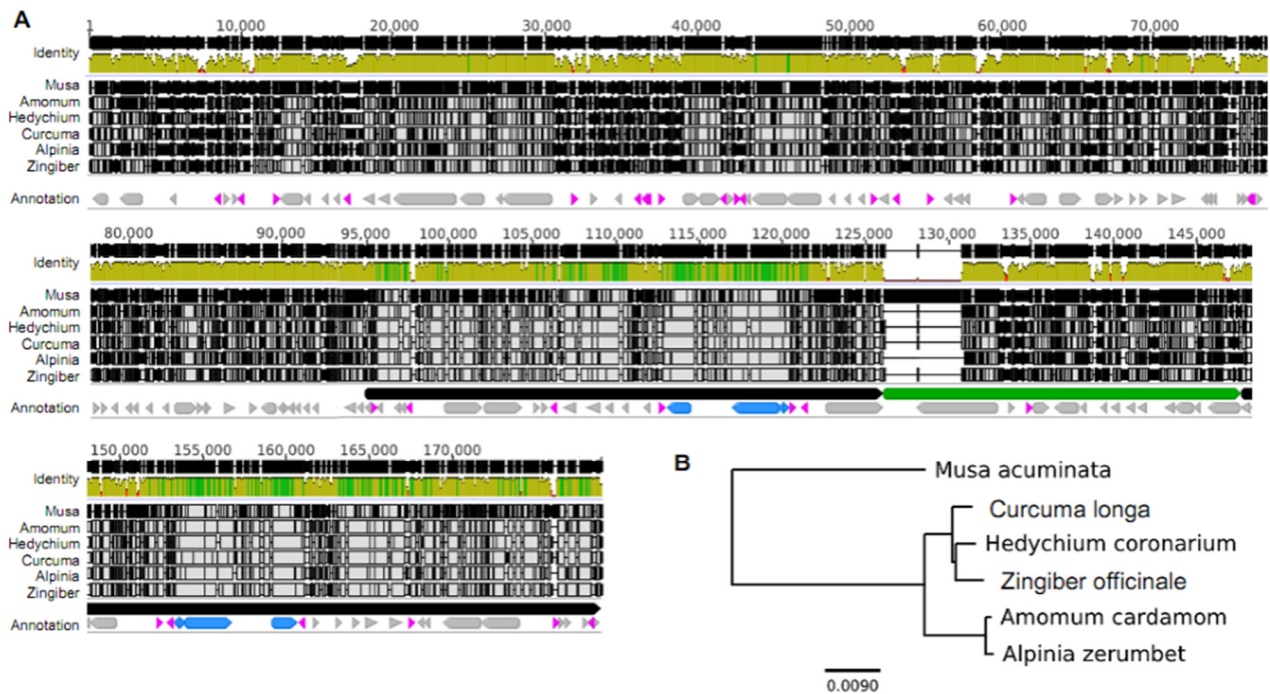 A
1 10,000 20,000 30,000 40,000 50,000 60,000 70,000
Identity
Musa
Amomum
Hedychium
Curcuma
Alpinia
Zingiber
Annotation
80,000 90,000 95,000 100,000 105,000 110,000 115,000 120,000 125,000 130,000 135,000 140,000 145,000
Identity
Musa
Amomum
Hedychium
Curcuma
Alpinia
Zingiber
Annotation
150,000 155,000 160,000 165,000 170,000
Identity
Musa
Amomum
Hedychium
Curcuma
Alpinia
Zingiber
Annotation
B
Musa acuminata
Curcuma longa
Hedychium coronarium
Zingiber officinale
Amomum cardamom
Alpinia zerumbet
0.0090